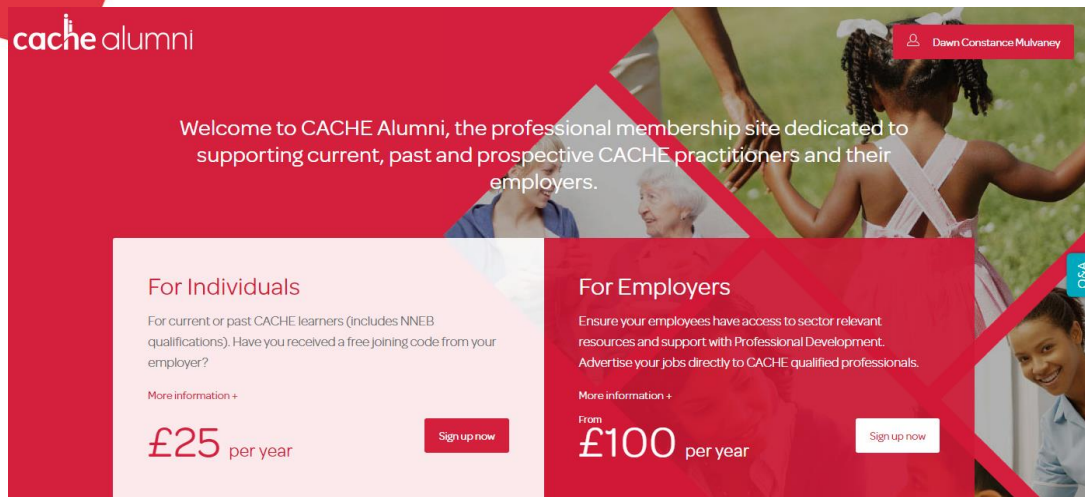 cache alumni
Dawn Constance Mulvaney
Welcome to CACHE Alumni, the professional membership site dedicated to
supporting current, past and prospective CACHE practitioners and their
employers.
For Individuals
For current or past CACHE learners (includes NNEB
qualifications). Have you received a free joining code from your
employer?
More information +
£25 per year
Sign up now
For Employers
Ensure your employees have access to sector relevant
resources and support with Professional Development.
Advertise your jobs directly to CACHE qualified professionals.
More information +
From
£100 per year
Sign up now
Q&A